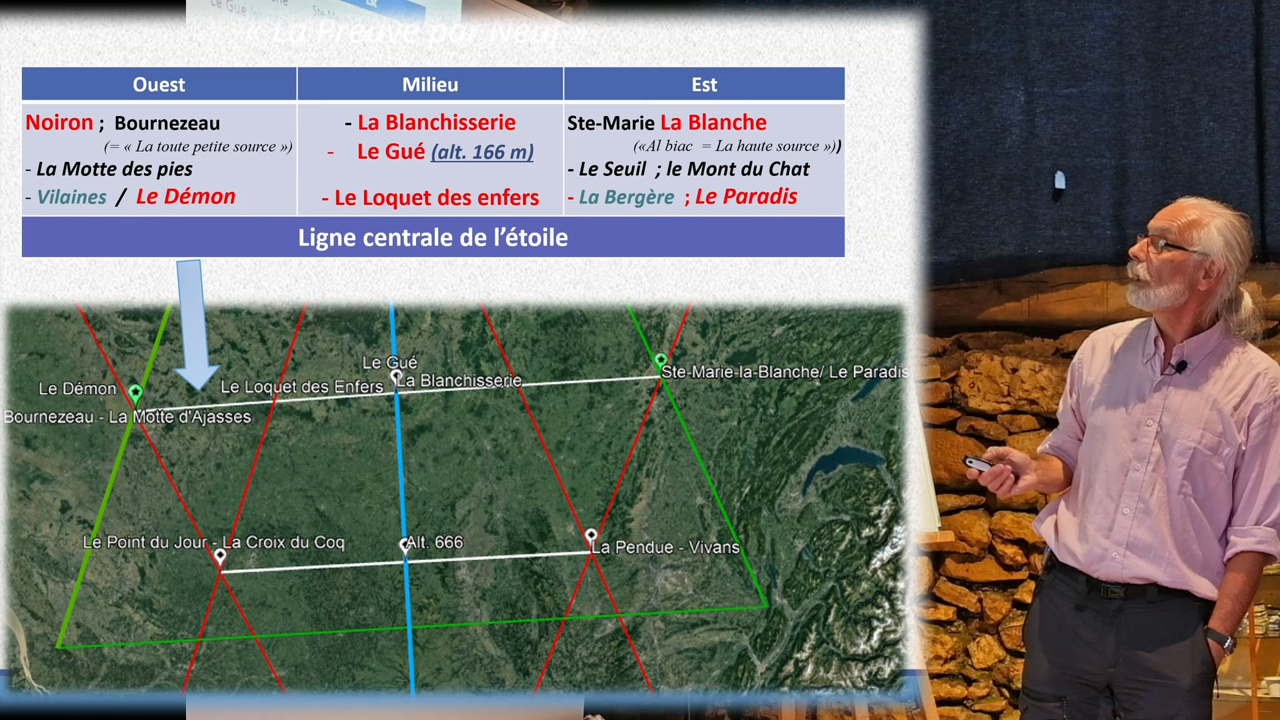 Le Gué
« La Preuve par Neuf »
Ouest
Milieu
Est
Noiron ; Bournezeau
(= « La toute petite source »)
- La Motte des pies
- Vilaines / Le Démon
- La Blanchisserie
- Le Gué (alt. 166 m)
- Le Loquet des enfers
Ste-Marie La Blanche
(«Al biac = La haute source »))
- Le Seuil ; le Mont du Chat
- La Bergère ; Le Paradis
Ligne centrale de l’étoile
Le Gué
Le Démon
Le Loquet des Enfers
La Blanchisserie
Ste-Marie-la-Blanche/ Le Paradis
Bournezeau - La Motte d'Ajasses
Le Point du Jour - La Croix du Coq
Alt. 666
La Pendue - Vivans